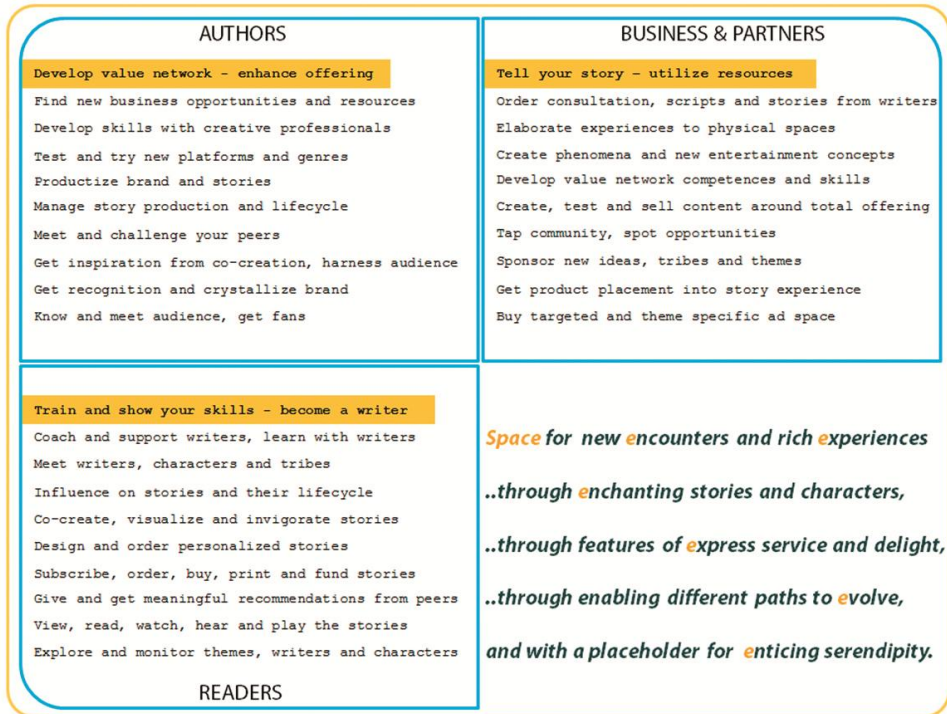 AUTHORS
Develop value network - enhance offering
Find new business opportunities and resources
Develop skills with creative professionals
Test and try new platforms and genres
Productize brand and stories
Manage story production and lifecycle
Meet and challenge your peers
Get inspiration from co-creation, harness audience
Get recognition and crystallize brand
Know and meet audience, get fans
BUSINESS & PARTNERS
Tell your story – utilize resources
Order consultation, scripts and stories from writers
Elaborate experiences to physical spaces
Create phenomena and new entertainment concepts
Develop value network competences and skills
Create, test and sell content around total offering
Tap community, spot opportunities
Sponsor new ideas, tribes and themes
Get product placement into story experience
Buy targeted and theme specific ad space
Train and show your skills - become a writer
Coach and support writers, learn with writers
Meet writers, characters and tribes
Influence on stories and their lifecycle
Co-create, visualize and invigorate stories
Design and order personalized stories
Subscribe, order, buy, print and fund stories
Give and get meaningful recommendations from peers
View, read, watch, hear and play the stories
Explore and monitor themes, writers and characters
READERS
Space for new encounters and rich experiences
..through enchanting stories and characters,
..through features of express service and delight,
..through enabling different paths to evolve,
and with a placeholder for enticing serendipity.